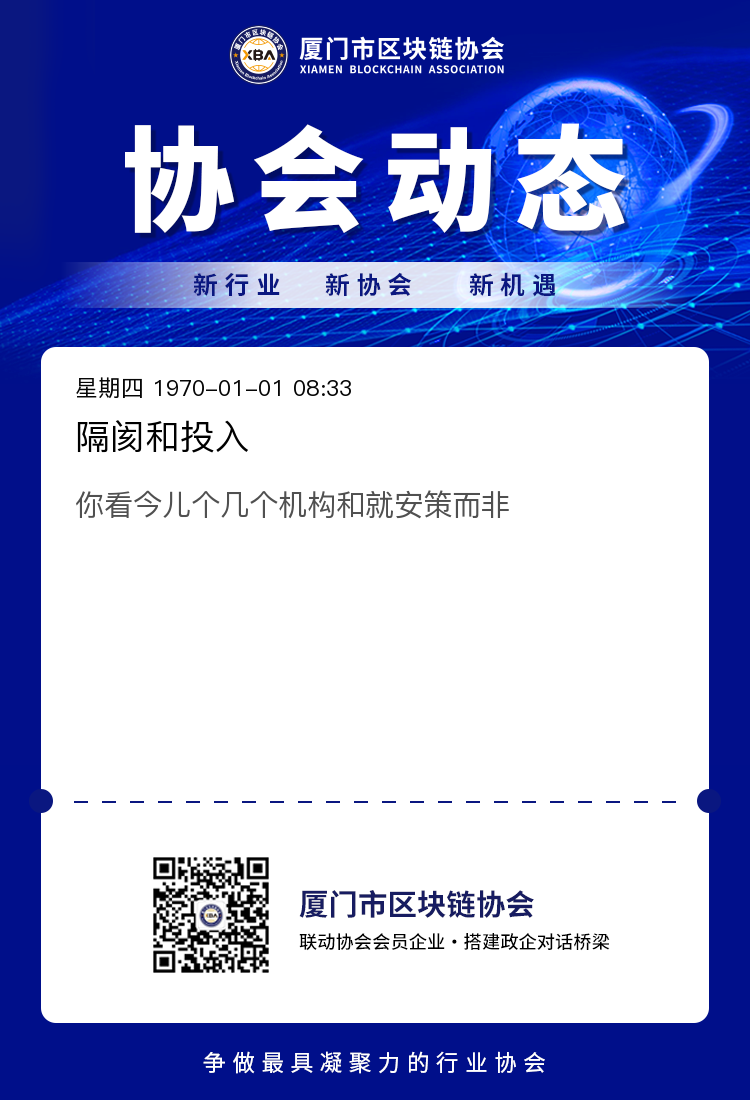 厦门市区块链协会
XIAMEN BLOCKCHAIN ASSOCIATION
协会动态
新行业 新协会 新机遇
星期四 1970-01-01 08:33
隔阂和投入
你看今儿个几个机构和就安策而非
厦门市区块链协会
联动协会会员企业·搭建政企对话桥梁
争做最具凝聚力的行业协会